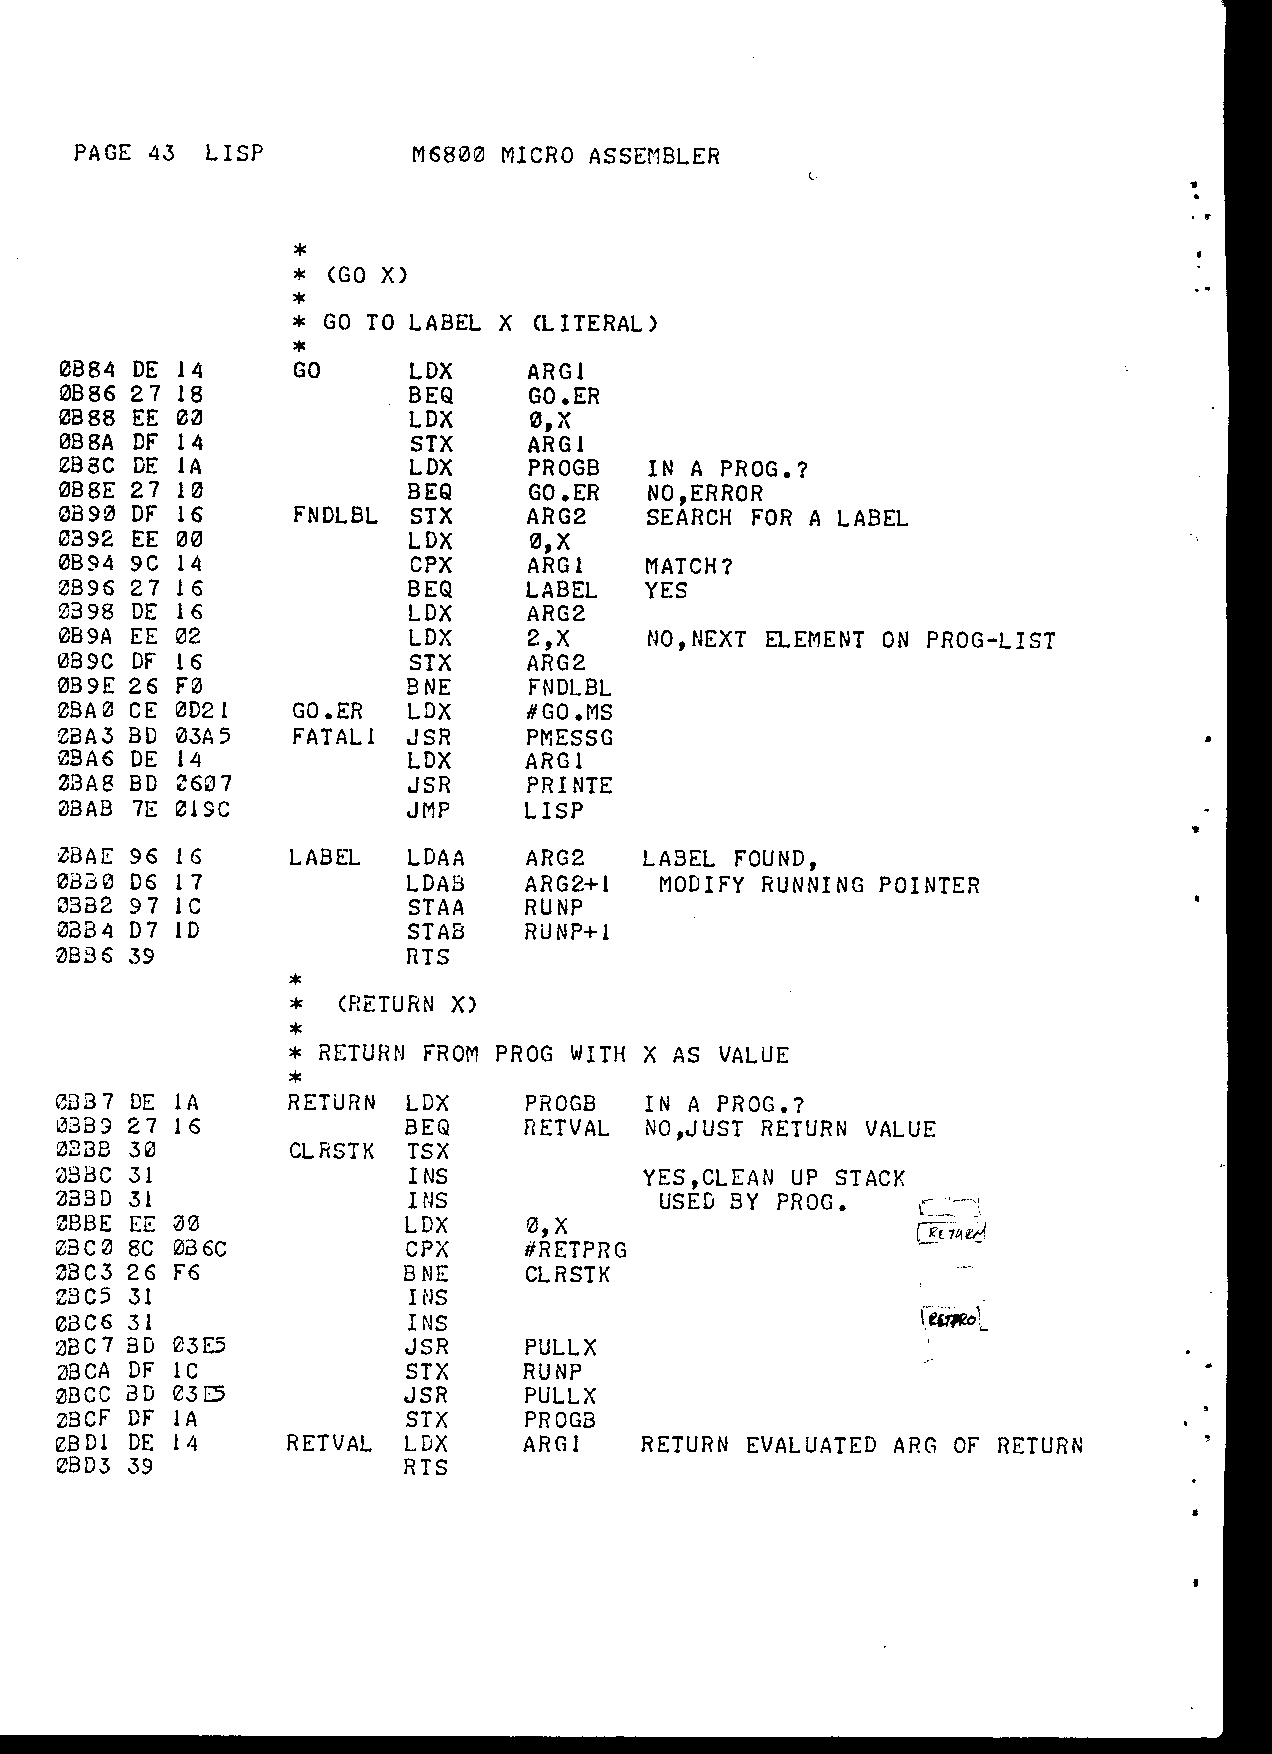 PAGE 43 LISP M6800 MICRO ASSEMBLER
*
* (GO X)
*
* GO TO LABEL X (LITERAL)
*
0B84 DE 14 GO LDX ARG1
0B86 27 18 BEQ GO.ER
0B88 EE 00 LDX 0,X
0B8A DF 14 STX ARG1
0B8C DE 1A LDX PROGB IN A PROG.?
0B8E 27 10 BEQ GO.ER NO,ERROR
0B90 DF 16 FNDLBL STX ARG2 SEARCH FOR A LABEL
0B92 EE 00 LDX 0,X
0B94 9C 14 CPX ARG1 MATCH?
0B96 27 16 BEQ LABEL YES
0B98 DE 16 LDX ARG2
0B9A EE 02 LDX 2,X NO,NEXT ELEMENT ON PROG-LIST
0B9C DF 16 STX ARG2
0B9E 26 F0 BNE FNDLBL
0BA0 CE 0D21 GO.ER LDX #GO.MS
0BA3 BD 03A5 FATAL1 JSR PMESSG
0BA6 DE 14 LDX ARG1
0BA8 BD 2607 JSR PRINTE
0BAB 7E 019C JMP LISP
0BAE 96 16 LABEL LDAA ARG2 LABEL FOUND,
0BB0 D6 17 LDAB ARG2+1 MODIFY RUNNING POINTER
0BB2 97 1C STAA RUNP
0BB4 D7 1D STAB RUNP+1
0BB6 39 RTS
*
* (RETURN X)
*
* RETURN FROM PROG WITH X AS VALUE
*
0BB7 DE 1A RETURN LDX PROGB IN A PROG.?
0BB9 27 16 BEQ RETVAL NO,JUST RETURN VALUE
0BBB 30 CLRSTK TSX
0BBC 31 INS YES,CLEAN UP STACK
0BBD 31 INS USED BY PROG.
0BBE EE 00 LDX 0,X
RETURN
0BC0 8C 0B6C CPX #RETPRG
0BC3 26 F6 BNE CLRSTK
0BC5 31 INS
0BC6 31 INS
0BC7 BD 03E5 JSR PULLX
0BCA DF 1C STX RUNP
0BCC BD 03E5 JSR PULLX
0BCF DF 1A STX PROGB
0BD1 DE 14 RETVAL LDX ARG1 RETURN EVALUATED ARG OF RETURN
0BD3 39 RTS